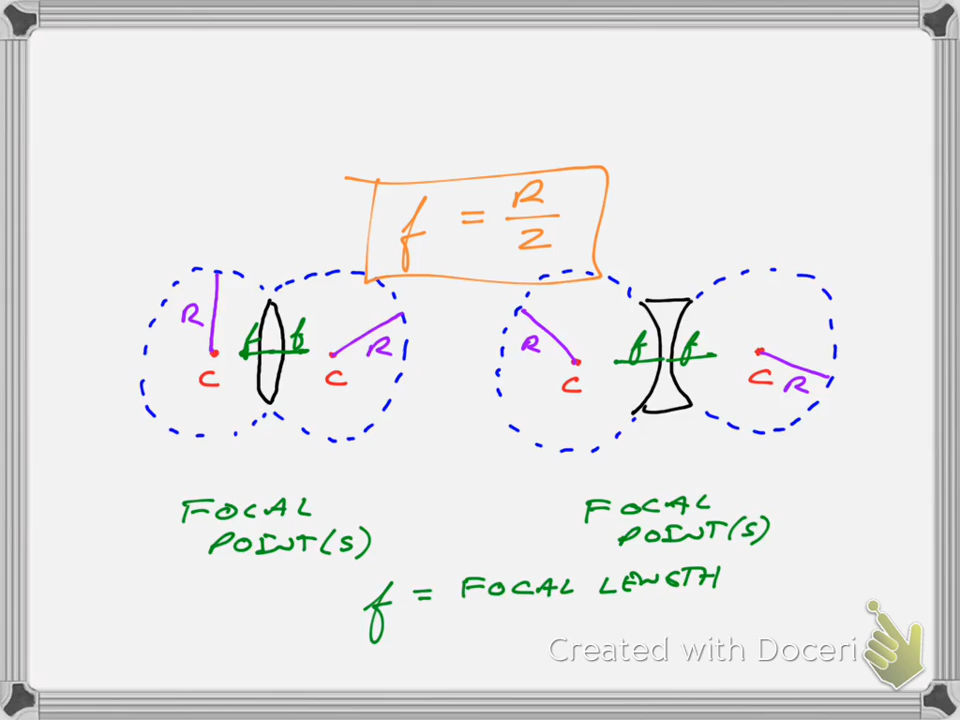 f = R/2
R
f f
R
C
C
R
f f
C
C
R
FOCAL
POINT(S)
FOCAL
POINT(S)
f = FOCAL LENGTH
Created with Doceri